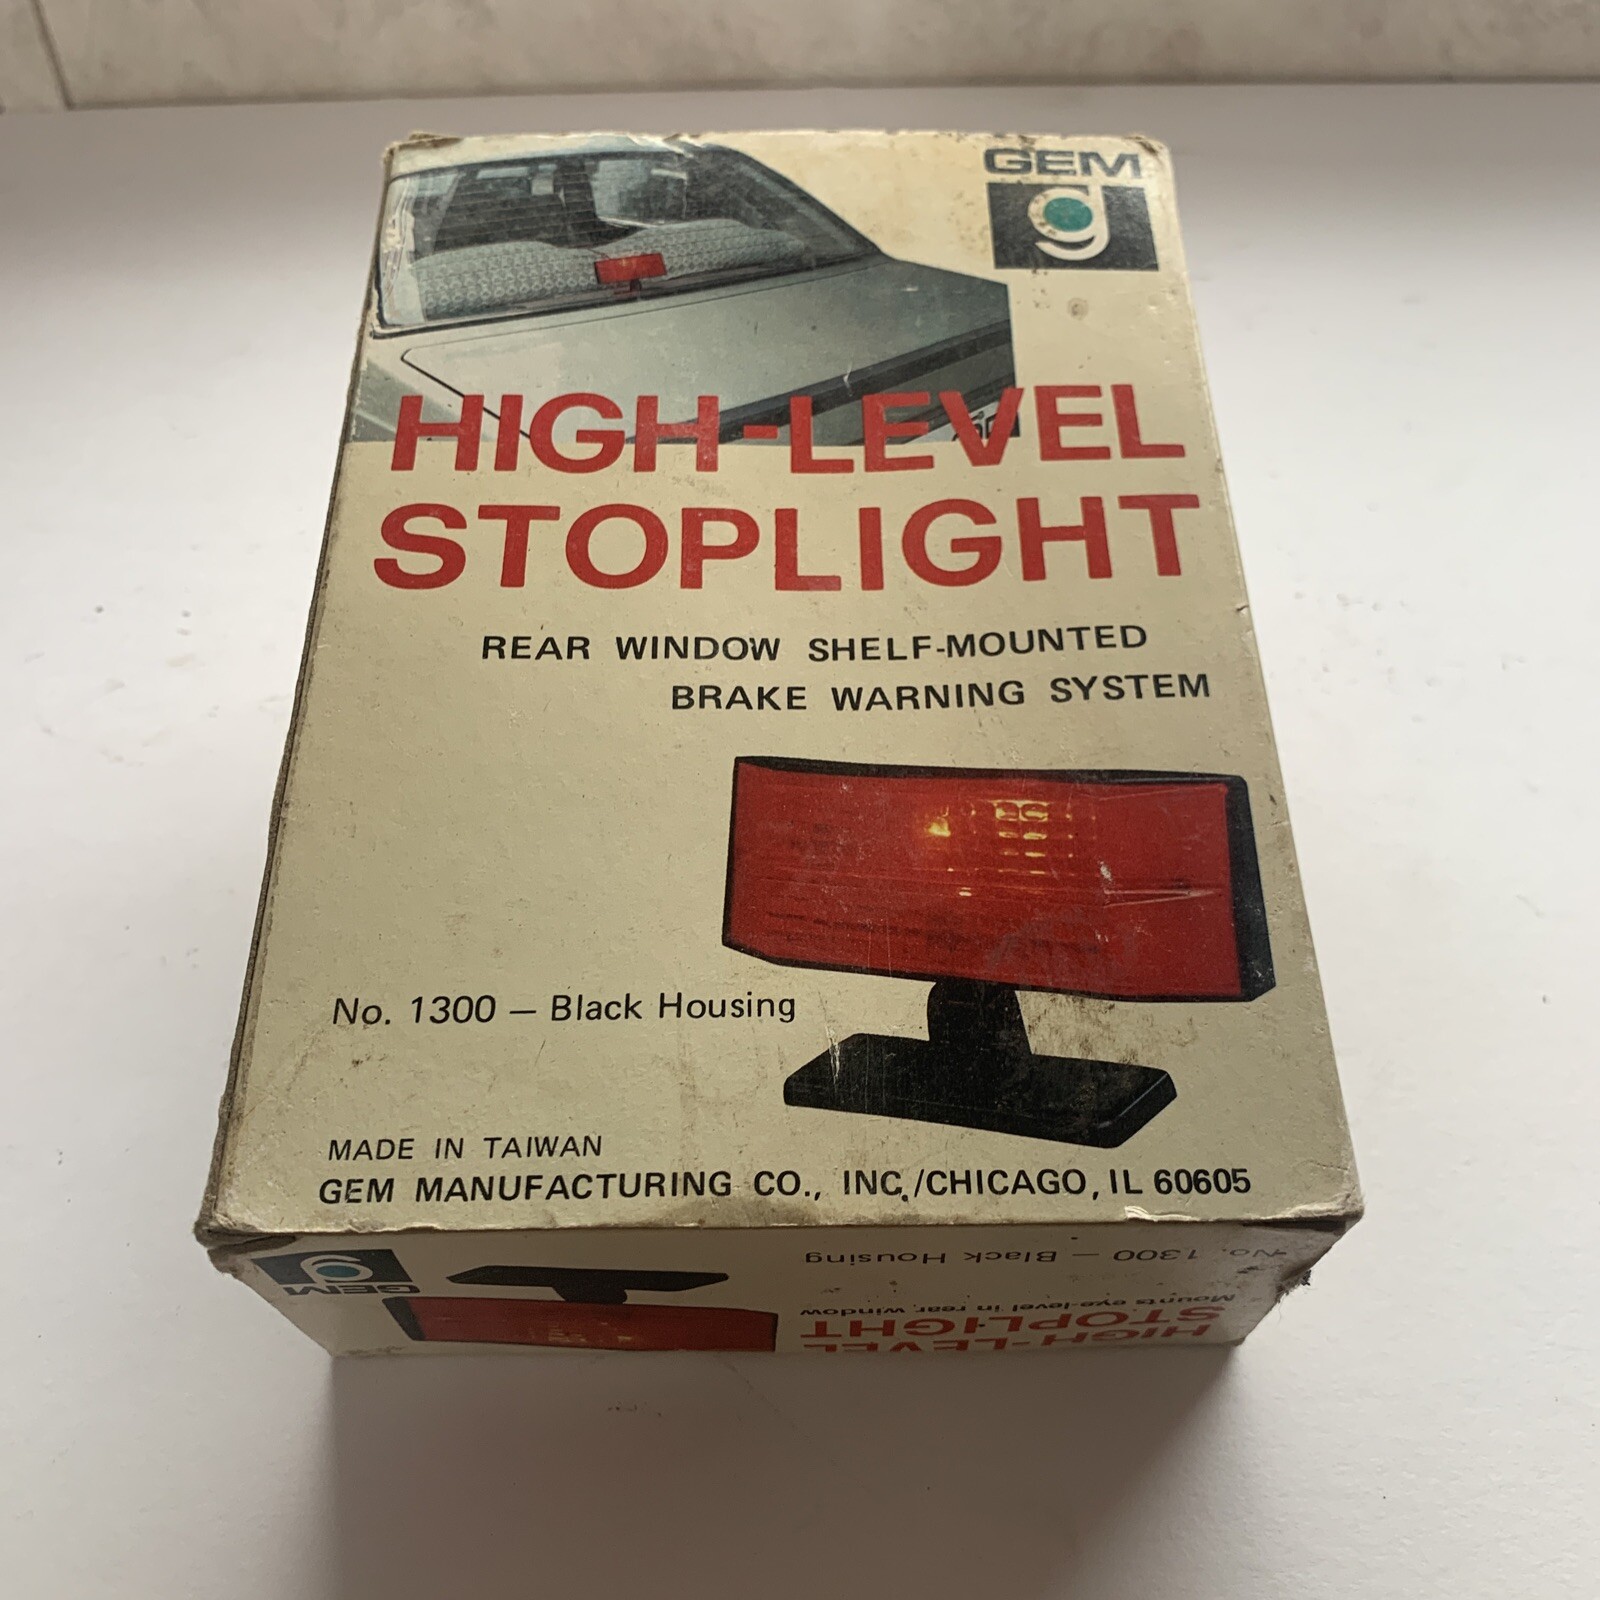 GEM
g
HIGH-LEVEL
STOPLIGHT
REAR WINDOW SHELF-MOUNTED
BRAKE WARNING SYSTEM
No. 1300 — Black Housing
MADE IN TAIWAN
GEM MANUFACTURING CO., INC./CHICAGO, IL 60605
HIGH-LEVEL
STOPLIGHT
Mounts eye-level in rear window
No. 1300 — Black Housing
GEM
g